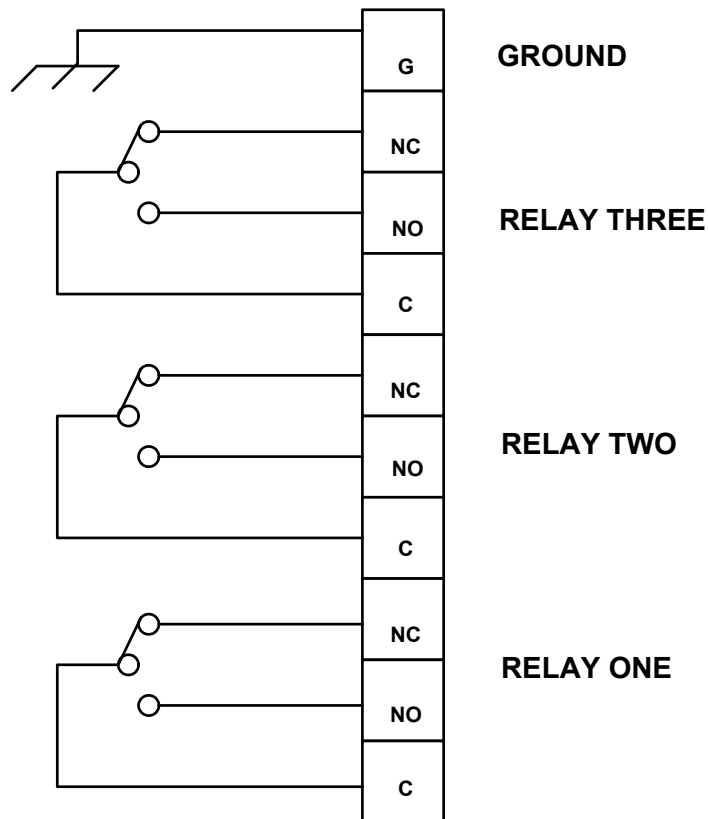 G
GROUND
NC
NO
RELAY THREE
C
NC
NO
RELAY TWO
C
NC
NO
RELAY ONE
C